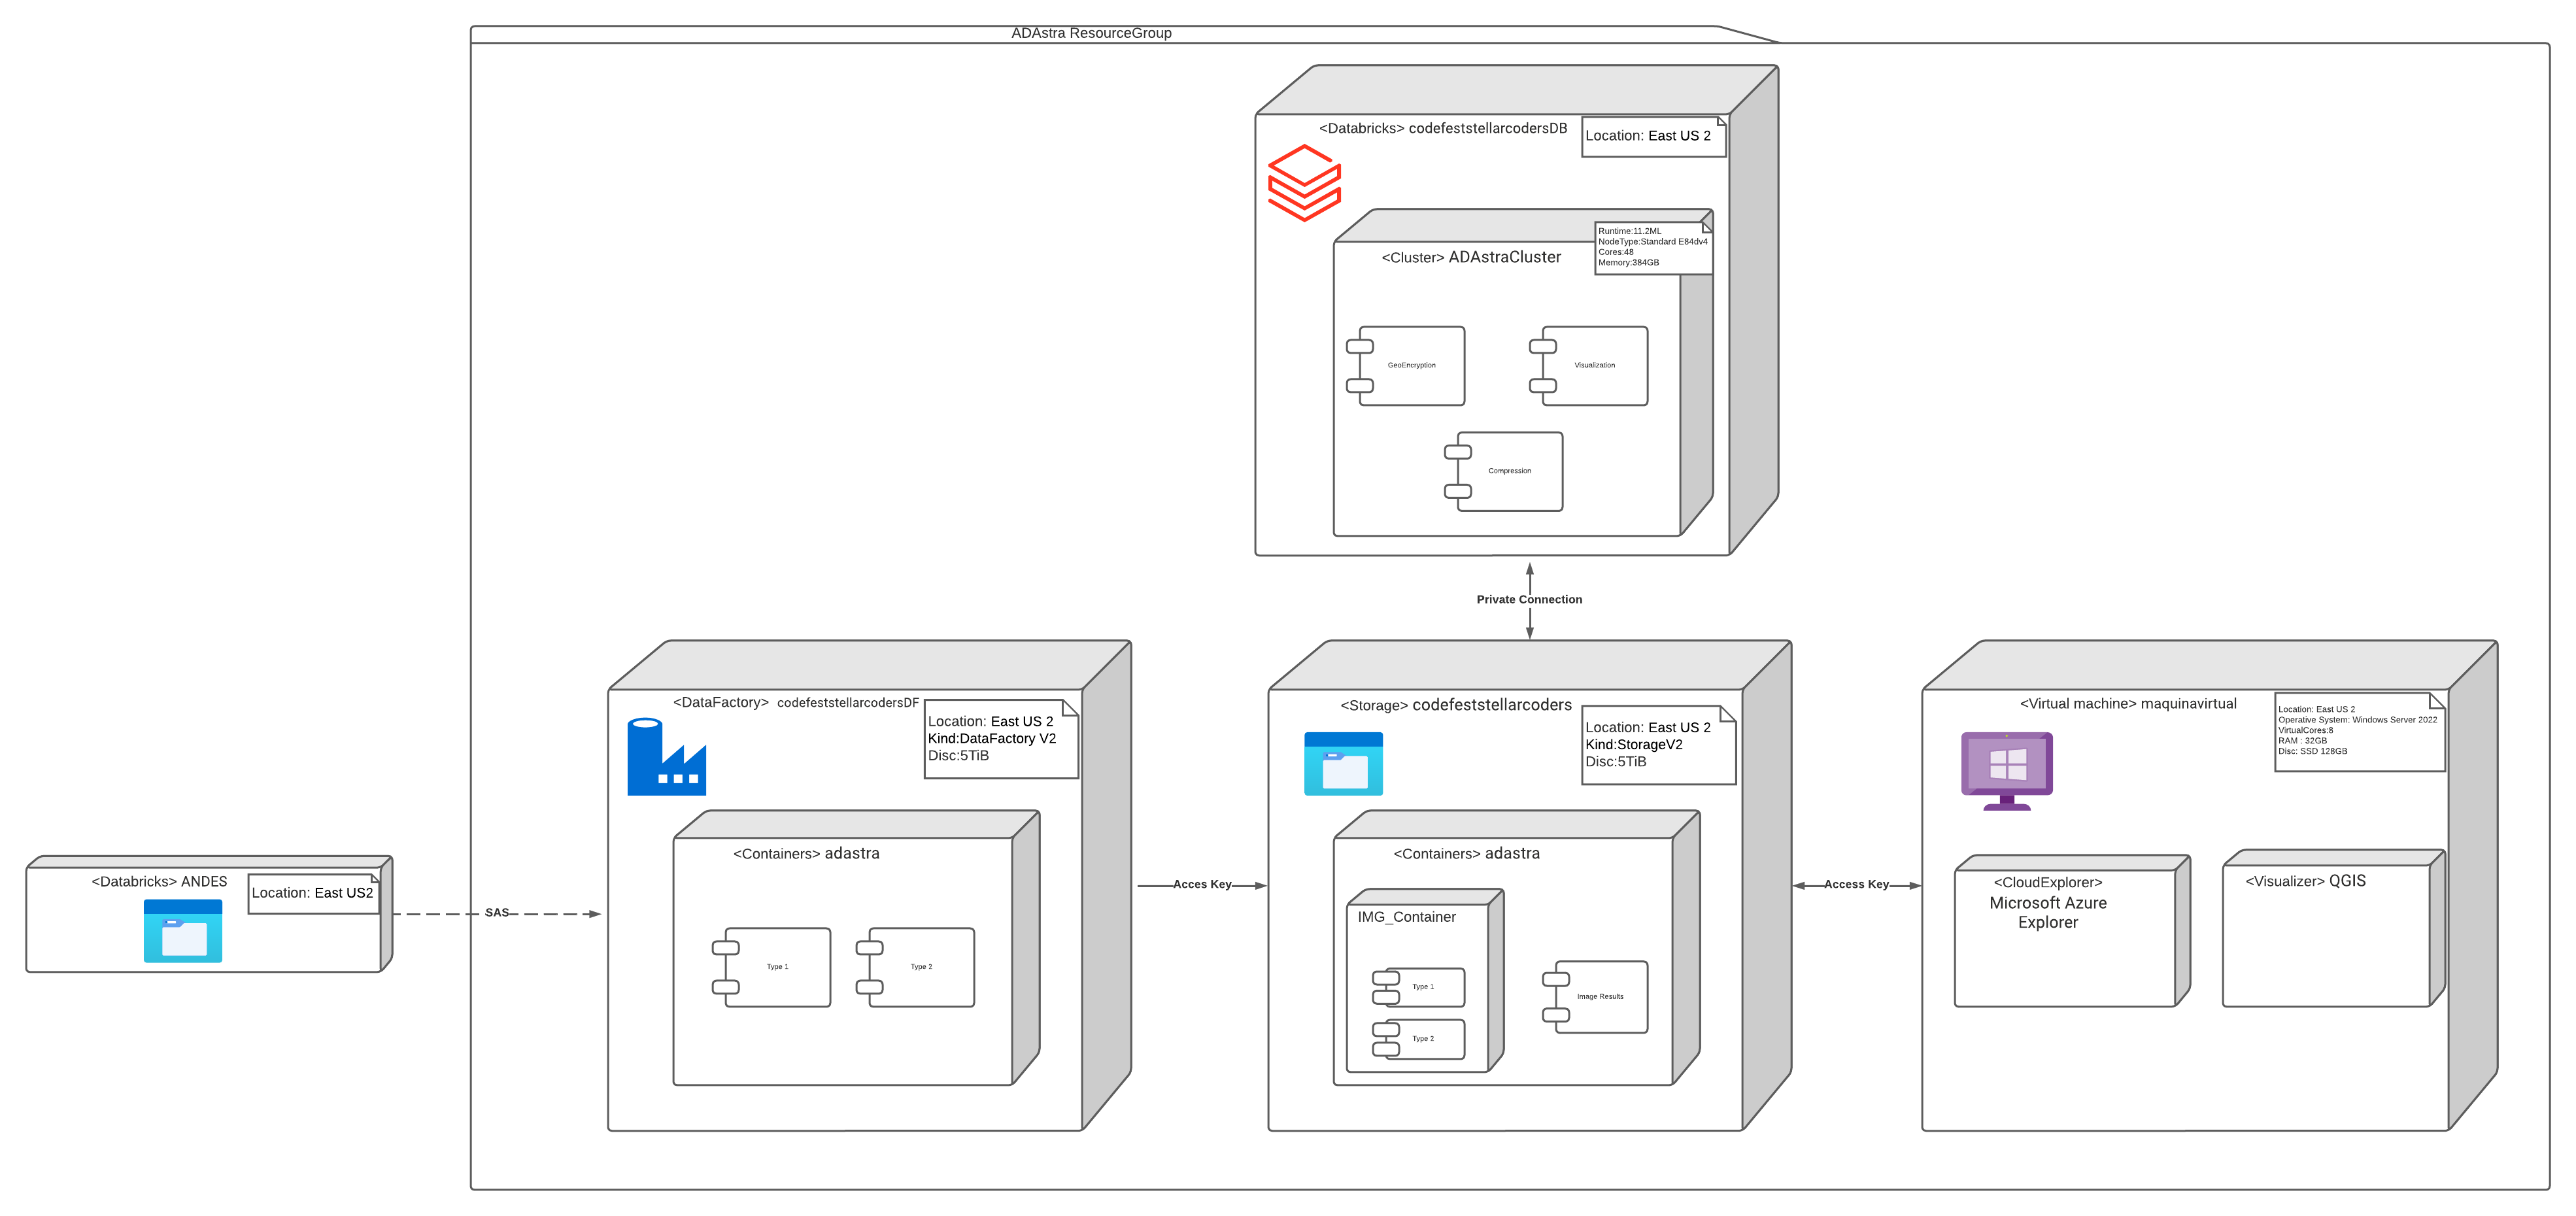 ADAstra ResourceGroup
<Databricks> codefeststellarcodersDB
Location: East US 2
Runtime:11.2ML
NodeType:Standard E84dv4
Cores:48
Memory:384GB
<Cluster> ADAstraCluster
GeoEncryption
Visualization
Compression
Private Connection
<DataFactory> codefeststellarcodersDF
Location: East US 2
Kind:DataFactory V2
Disc:5TiB
<Containers> adastra
Type 1
Type 2
<Storage> codefeststellarcoders
Location: East US 2
Kind:StorageV2
Disc:5TiB
<Containers> adastra
IMG_Container
Type 1
Type 2
Image Results
<Virtual machine> maquinavirtual
Location: East US 2
Operative System: Windows Server 2022
VirtualCores:8
RAM : 32GB
Disc: SSD 128GB
<CloudExplorer>
Microsoft Azure
Explorer
<Visualizer> QGIS
<Databricks> ANDES
Location: East US2
SAS
Acces Key
Access Key